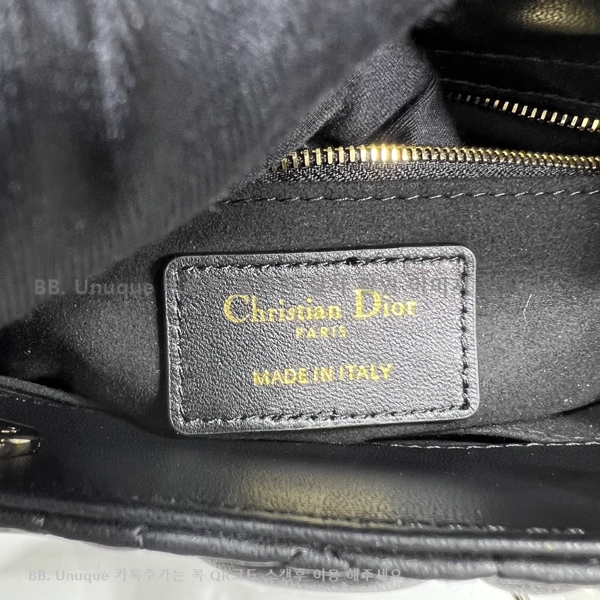 BB. Unuque
Christian Dior
PARIS
MADE IN ITALY
BB. Unuque 카톡추가는 꼭 QR코드 스캔후 이용 해주세요